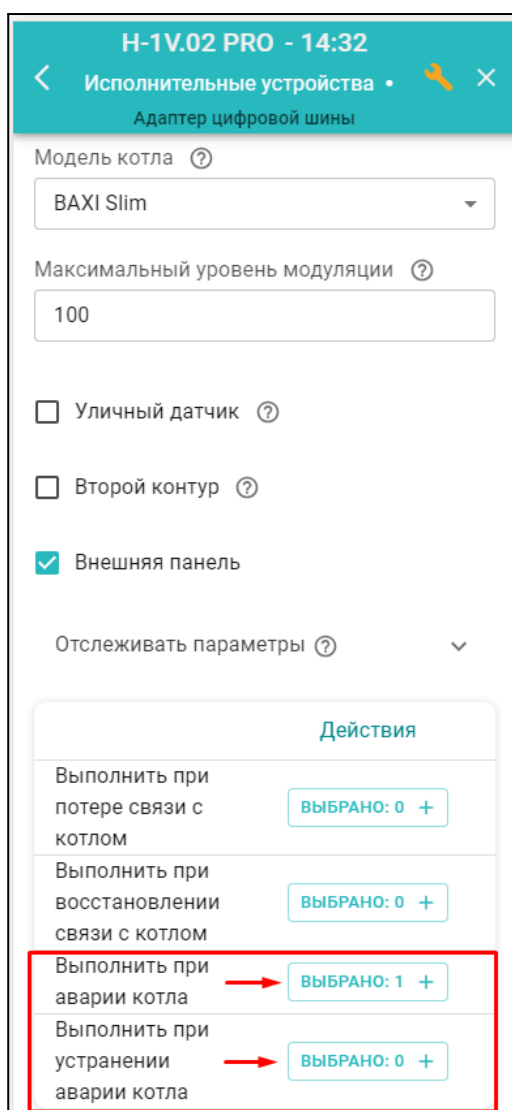 H-1V.02 PRO - 14:32
Исполнительные устройства •
Адаптер цифровой шины
Модель котла ?
BAXI Slim
Максимальный уровень модуляции ?
100
Уличный датчик ?
Второй контур ?
Внешняя панель
Отслеживать параметры ?
Действия
Выполнить при
потере связи с
котлом
ВЫБРАНО: 0 +
Выполнить при
восстановлении
связи с котлом
ВЫБРАНО: 0 +
Выполнить при
аварии котла
ВЫБРАНО: 1 +
Выполнить при
устранении
аварии котла
ВЫБРАНО: 0 +